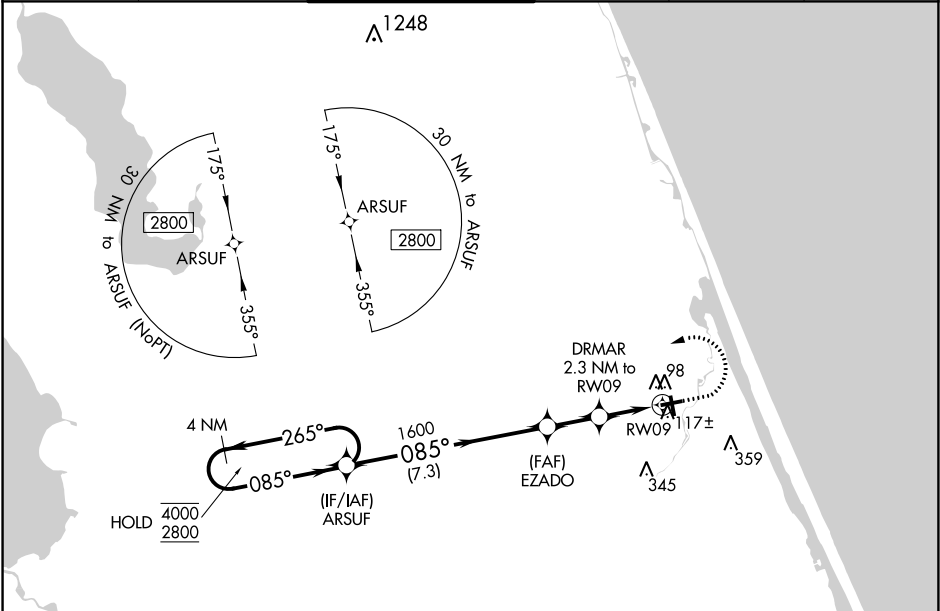 1248
175°
30 NM to ARSUF (NoPT)
2800
ARSUF
355°
175°
30 NM to ARSUF
ARSUF
2800
355°
DRMAR
2.3 NM to
RW09
98
RW09
117±
359
345
4 NM
265°
085°
1600
085°
(7.3)
(FAF)
EZADO
(IF/IAF)
ARSUF
HOLD
4000
2800